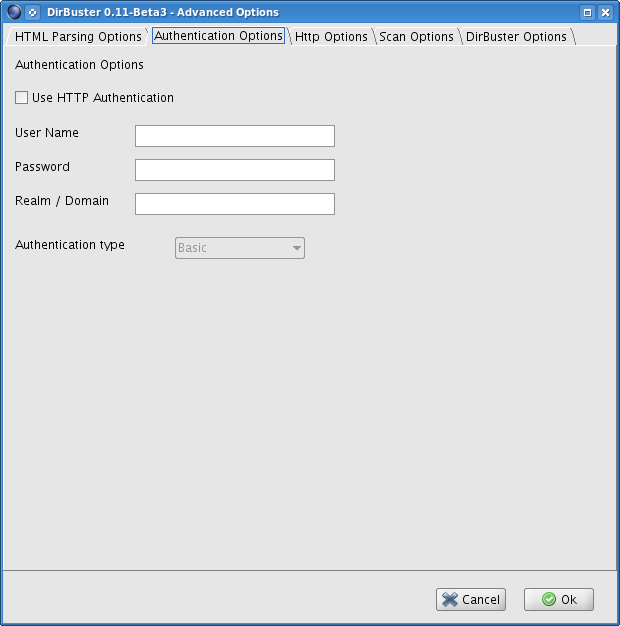 DirBuster 0.11-Beta3 - Advanced Options
HTML Parsing Options Authentication Options Http Options Scan Options DirBuster Options
Authentication Options
Use HTTP Authentication
User Name
Password
Realm / Domain
Authentication type Basic
Cancel Ok